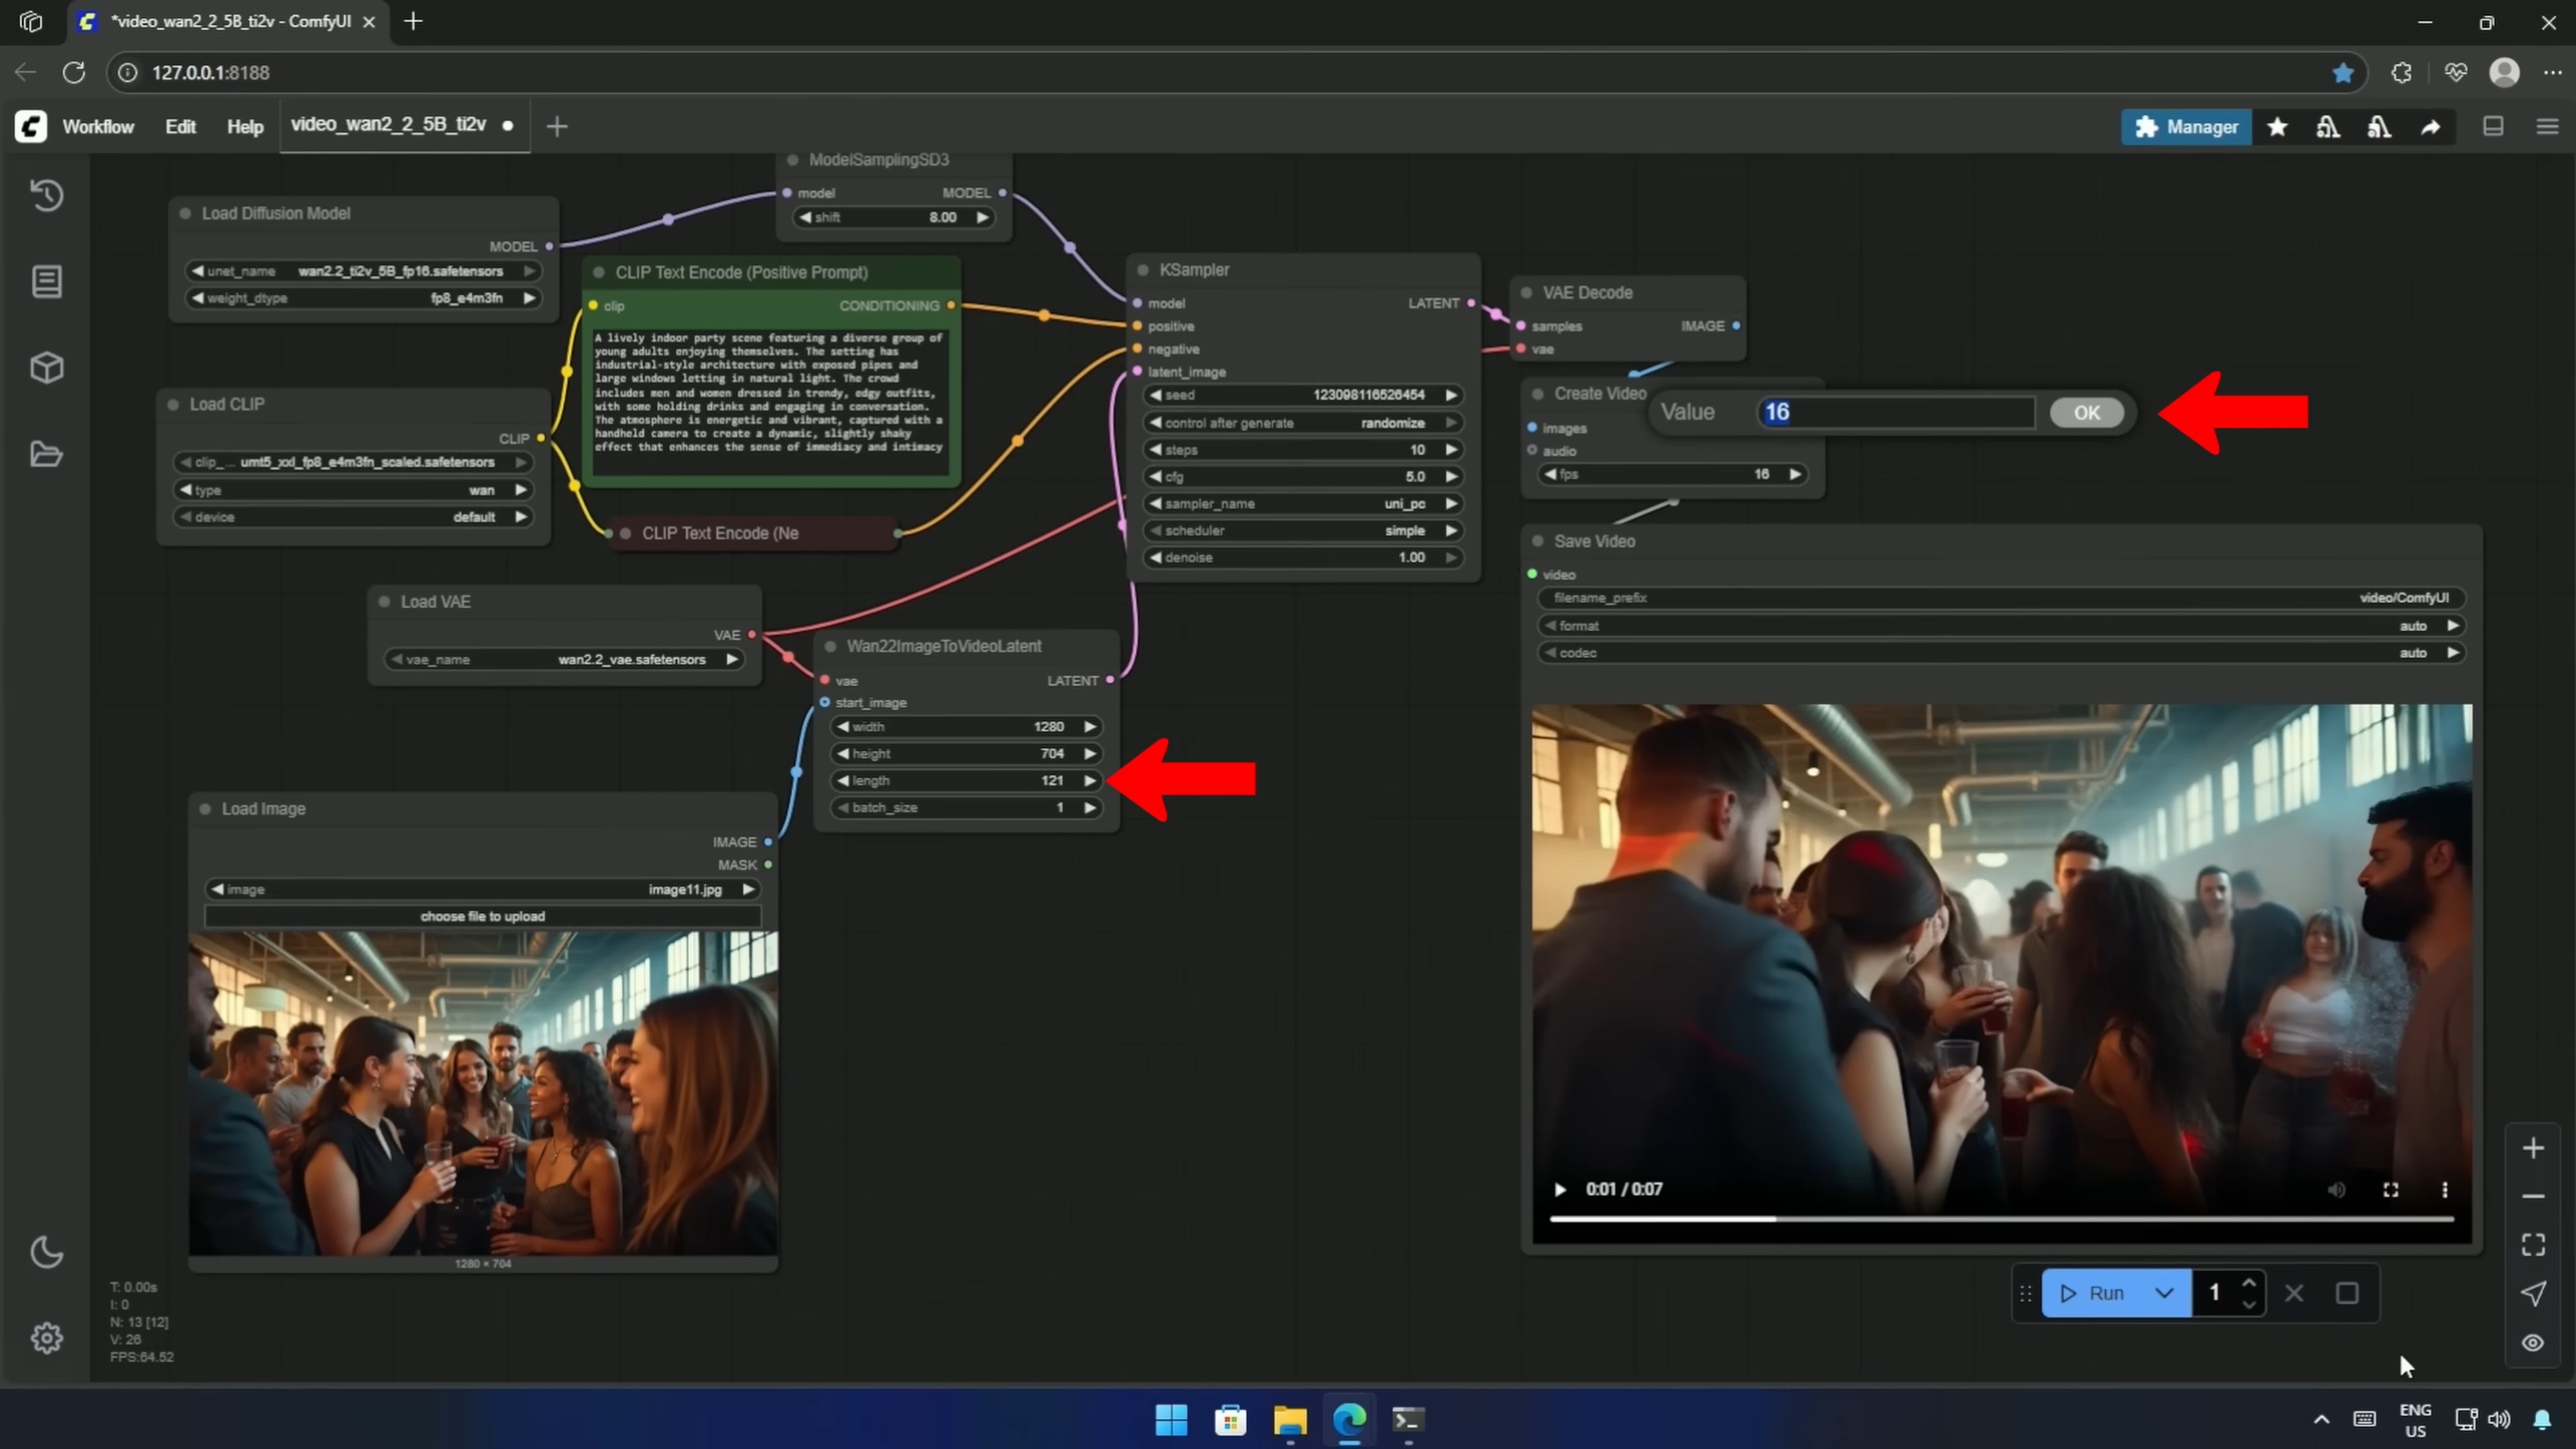 *video_wan2_2_5B_ti2v - ComfyUI
127.0.0.1:8188
Workflow
Edit
Help
video_wan2_2_5B_ti2v
Manager
ModelSamplingSD3
model
MODEL
shift
8.00
Load Diffusion Model
MODEL
unet_name
wan2.2_ti2v_5B_fp16.safetensors
weight_dtype
fp8_e4m3fn
CLIP Text Encode (Positive Prompt)
clip
CONDITIONING
A lively indoor party scene featuring a diverse group of
young adults enjoying themselves. The setting has
industrial-style architecture with exposed pipes and
large windows letting in natural light. The crowd
includes men and women dressed in trendy, edgy outfits,
with some holding drinks and engaging in conversation.
The atmosphere is energetic and vibrant, captured with a
handheld camera to create a dynamic, slightly shaky
effect that enhances the sense of immediacy and intimacy
Load CLIP
CLIP
clip_...
umt5_xxl_fp8_e4m3fn_scaled.safetensors
type
wan
device
default
CLIP Text Encode (Ne
Load VAE
VAE
vae_name
wan2.2_vae.safetensors
Wan22ImageToVideoLatent
vae
LATENT
start_image
width
1280
height
704
length
121
batch_size
1
Load Image
IMAGE
MASK
image
image11.jpg
choose file to upload
1280 × 704
KSampler
model
LATENT
positive
negative
latent_image
seed
123098116526454
control after generate
randomize
steps
10
cfg
5.0
sampler_name
uni_pc
scheduler
simple
denoise
1.00
VAE Decode
samples
IMAGE
vae
Create Video
Value
16
OK
images
audio
fps
16
Save Video
video
filename_prefix
video/ComfyUI
format
auto
codec
auto
0:01 / 0:07
T: 0.00s
I: 0
N: 13 [12]
V: 26
FPS:64.52
Run
1
ENG
US